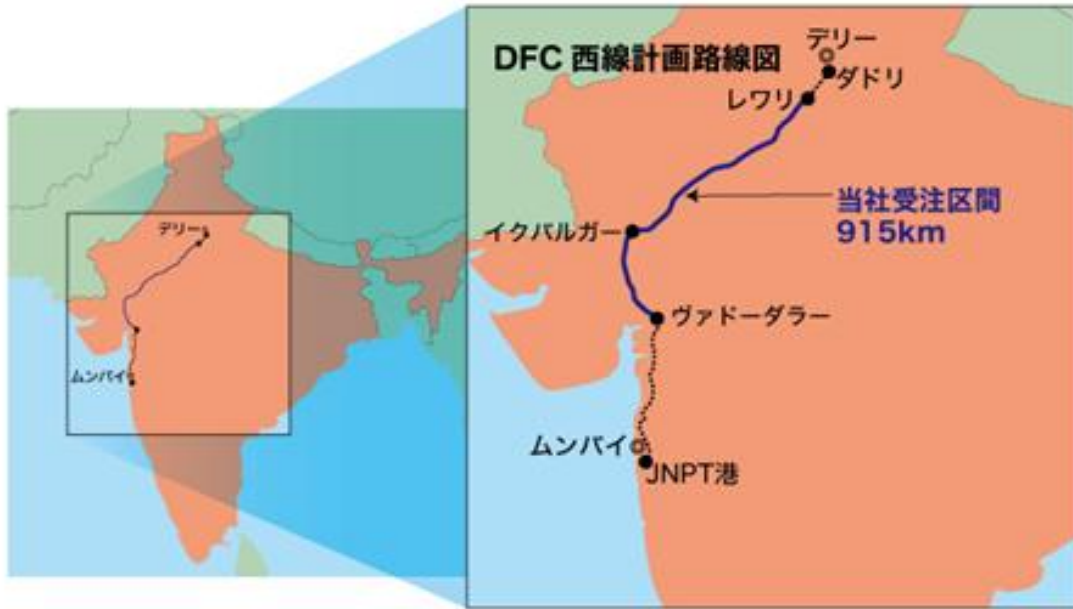 デリー
ムンバイ
DFC 西線計画路線図
デリー
ダドリ
レワリ
当社受注区間
915km
イクバルガー
ヴァドーダラー
ムンバイ
JNPT港